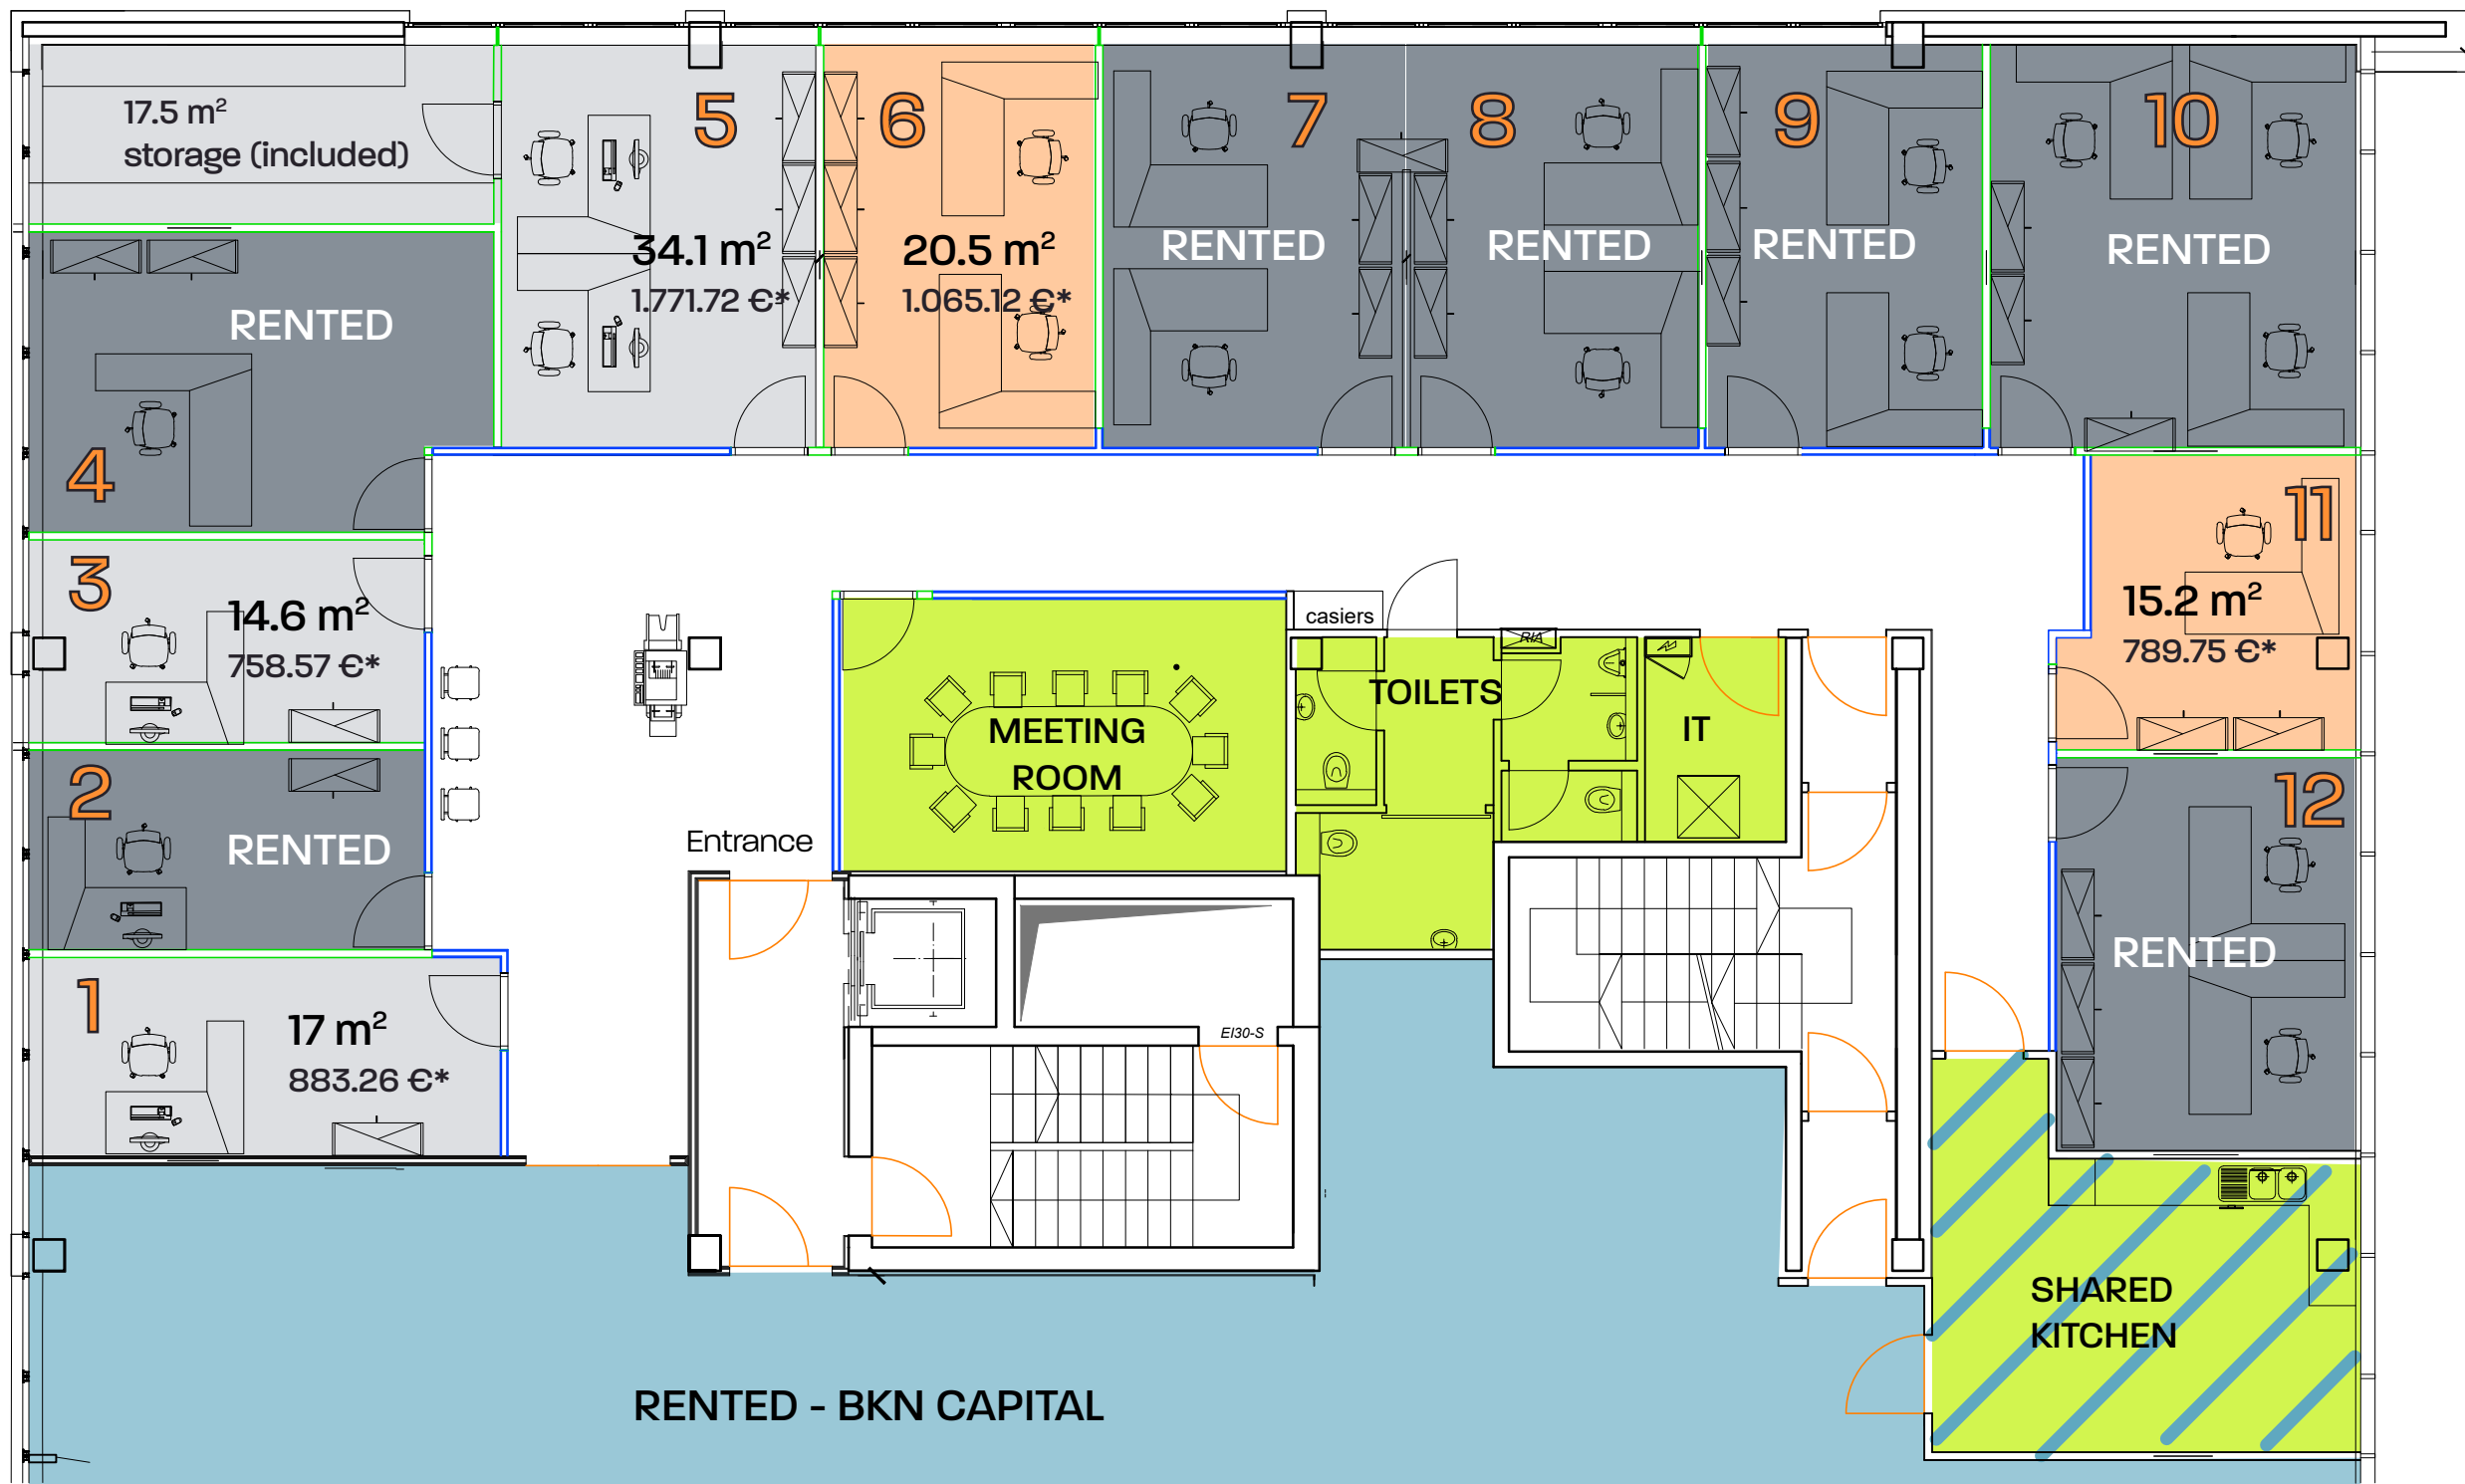 17.5 m²
storage (included)
5
34.1 m²
1.771.72 €*
6
20.5 m²
1.065.12 €*
7
RENTED
8
RENTED
9
RENTED
10
RENTED
RENTED
4
3
14.6 m²
758.57 €*
2
RENTED
1
17 m²
883.26 €*
11
15.2 m²
789.75 €*
12
RENTED
casiers
RIA
TOILETS
IT
MEETING
ROOM
Entrance
EI30-S
SHARED
KITCHEN
RENTED - BKN CAPITAL